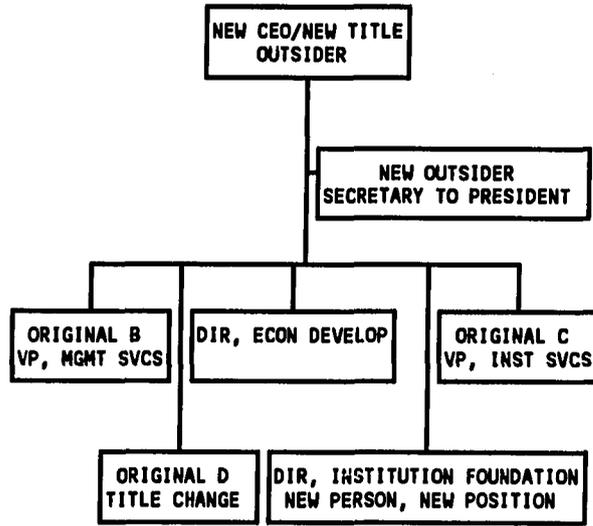 NEW CEO/NEW TITLE
OUTSIDER
NEW OUTSIDER
SECRETARY TO PRESIDENT
ORIGINAL B
VP, MGMT SVCS
DIR, ECON DEVELOP
ORIGINAL C
VP, INST SVCS
ORIGINAL D
TITLE CHANGE
DIR, INSTITUTION FOUNDATION
NEW PERSON, NEW POSITION